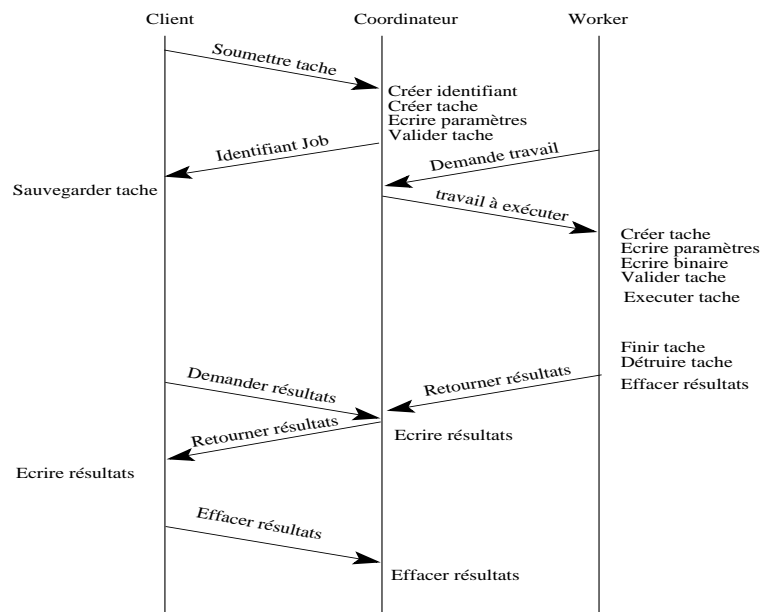 Client
Coordinateur
Worker
Soumettre tache
Créer identifiant
Créer tache
Ecrire paramètres
Valider tache
Identifiant Job
Demande travail
Sauvegarder tache
travail à exécuter
Créer tache
Ecrire paramètres
Ecrire binaire
Valider tache
Executer tache
Finir tache
Détruire tache
Demander résultats
Retourner résultats
Effacer résultats
Retourner résultats
Ecrire résultats
Ecrire résultats
Effacer résultats
Effacer résultats